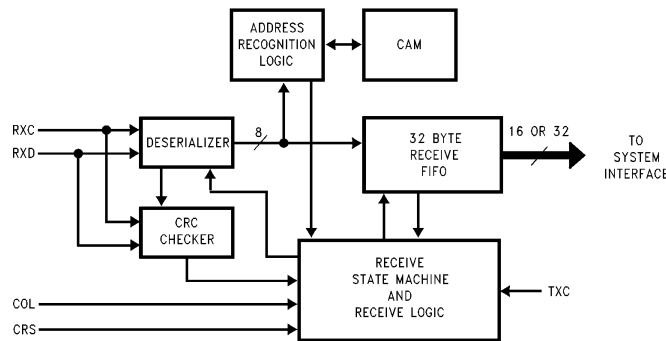 ADDRESS
RECOGNITION
LOGIC
CAM
RXC
RXD
DESERIALIZER
8
32 BYTE
RECEIVE
FIFO
16 OR 32
TO
SYSTEM
INTERFACE
CRC
CHECKER
RECEIVE
STATE MACHINE
AND
RECEIVE LOGIC
TXC
COL
CRS